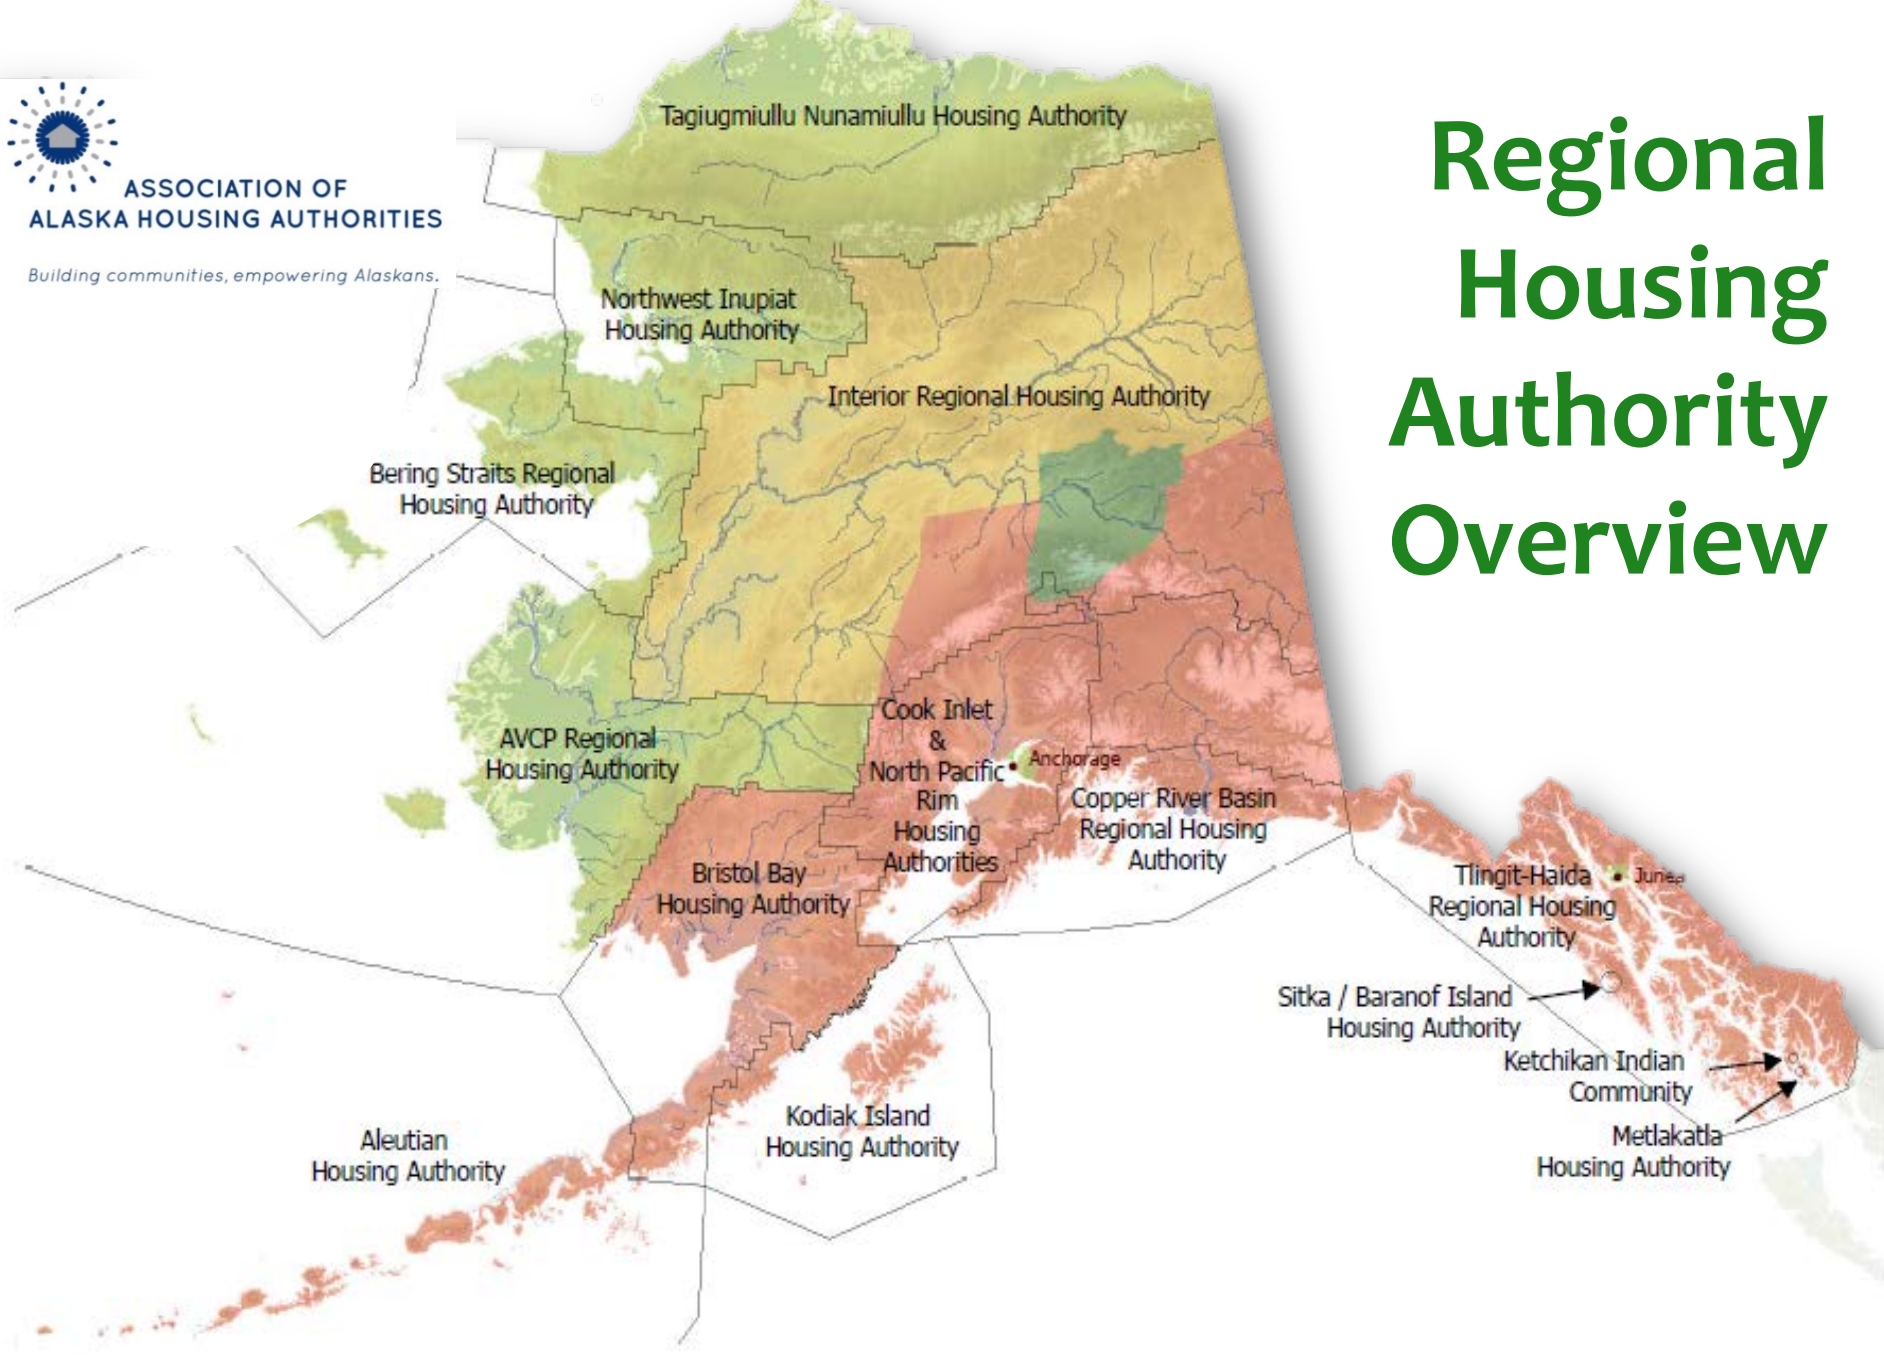 Regional
Housing
Authority
Overview
ASSOCIATION OF
ALASKA HOUSING AUTHORITIES
Building communities, empowering Alaskans.
Tagiugmiullu Nunamiullu Housing Authority
Northwest Inupiat
Housing Authority
Interior Regional Housing Authority
Bering Straits Regional
Housing Authority
AVCP Regional
Housing Authority
Cook Inlet
&
North Pacific
Rim
Housing
Authorities
Anchorage
Copper River Basin
Regional Housing
Authority
Bristol Bay
Housing Authority
Tlingit-Haida
Regional Housing
Authority
Sitka / Baranof Island
Housing Authority
Ketchikan Indian
Community
Metlakatla
Housing Authority
Kodiak Island
Housing Authority
Aleutian
Housing Authority